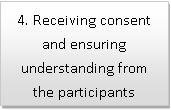 4. Receiving consent
and ensuring
understanding from
the participants